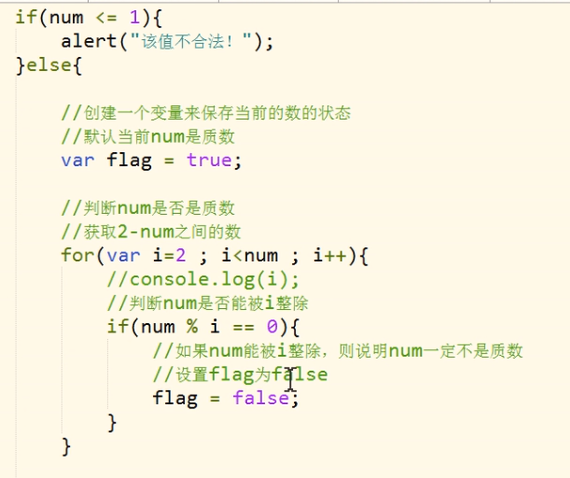 if(num <= 1){
    alert("该值不合法！");
}else{

    //创建一个变量来保存当前的数的状态
    //默认当前num是质数
    var flag = true;

    //判断num是否是质数
    //获取2-num之间的数
    for(var i=2 ; i<num ; i++){
        //console.log(i);
        //判断num是否能被i整除
        if(num % i == 0){
            //如果num能被i整除，则说明num一定不是质数
            //设置flag为false
            flag = false;
        }
    }